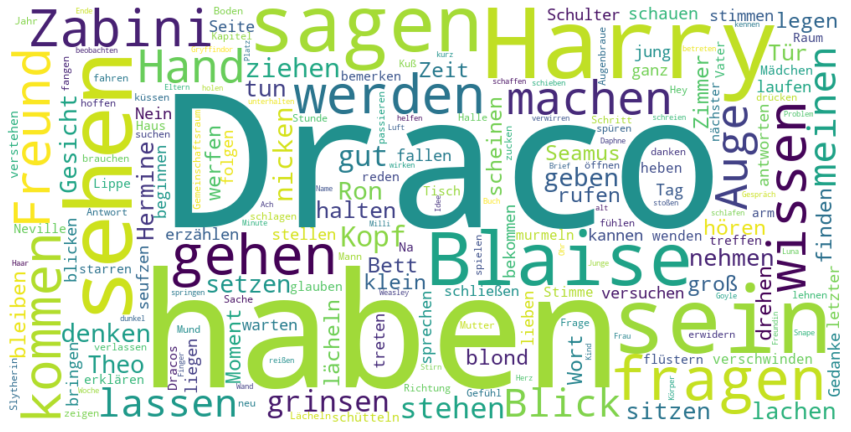 Draco
haben
Harry
sehen
sein
sagen
werden
Blaise
gehen
machen
wissen
kommen
Freund
fragen
Zabini
Hand
Auge
meinen
lassen
Kopf
Blick
gut
Ron
halten
geben
stehen
grinsen
denken
Theo
Hermine
Gesicht
ziehen
tun
nicken
werfen
folgen
beginnen
Nein
Haus
suchen
bemerken
Zeit
fallen
reden
scheinen
Seamus
rufen
öffnen
Tag
heben
nehmen
hören
finden
treffen
drehen
groß
Bett
klein
setzen
stellen
erzählen
schlagen
Tisch
Na
murmeln
kannen
wenden
bekommen
schließen
Stimme
versuchen
sprechen
lächeln
glauben
Moment
warten
treten
liegen
Dracos
bringen
erklären
bleiben
seufzen
starren
blicken
Neville
Antwort
Lippe
brauchen
verstehen
hoffen
fahren
Jahr
Ende
beobachten
Gryffindor
Boden
Kapitel
Seite
fangen
küssen
Eltern
holen
Platz
Kuß
kurz
unterhalten
Gemeinschaftsraum
Stunde
passieren
Luft
wirken
helfen
verwirren
Halle
schaffen
schieben
Augenbraue
Hey
schreien
Schritt
spüren
zucken
Daphne
danken
Brief
stoßen
Schulter
schauen
stimmen
legen
kennen
Raum
betreten
jung
ganz
Tür
Mädchen
laufen
Zimmer
nächster
Vater
drücken
Problem
antworten
Gespräch
schlafen
arm
fühlen
alt
Idee
Buch
Name
Ach
Minute
Milli
Mann
spielen
Uhr
Junge
Luna
lehnen
letzter
Gedanke
Goyle
erwidern
Freundin
Snape
verschwinden
flüstern
sitzen
lachen
lieben
Frage
Frau
Kind
Wort
blond
Mutter
Weasley
Sache
springen
reißen
Stirn
Richtung
Gefühl
Herz
Körper
Haar
dunkel
verlassen
Mund
Finger
Wand
neu
Lächeln
schütteln
Woche
zeigen
Slytherin